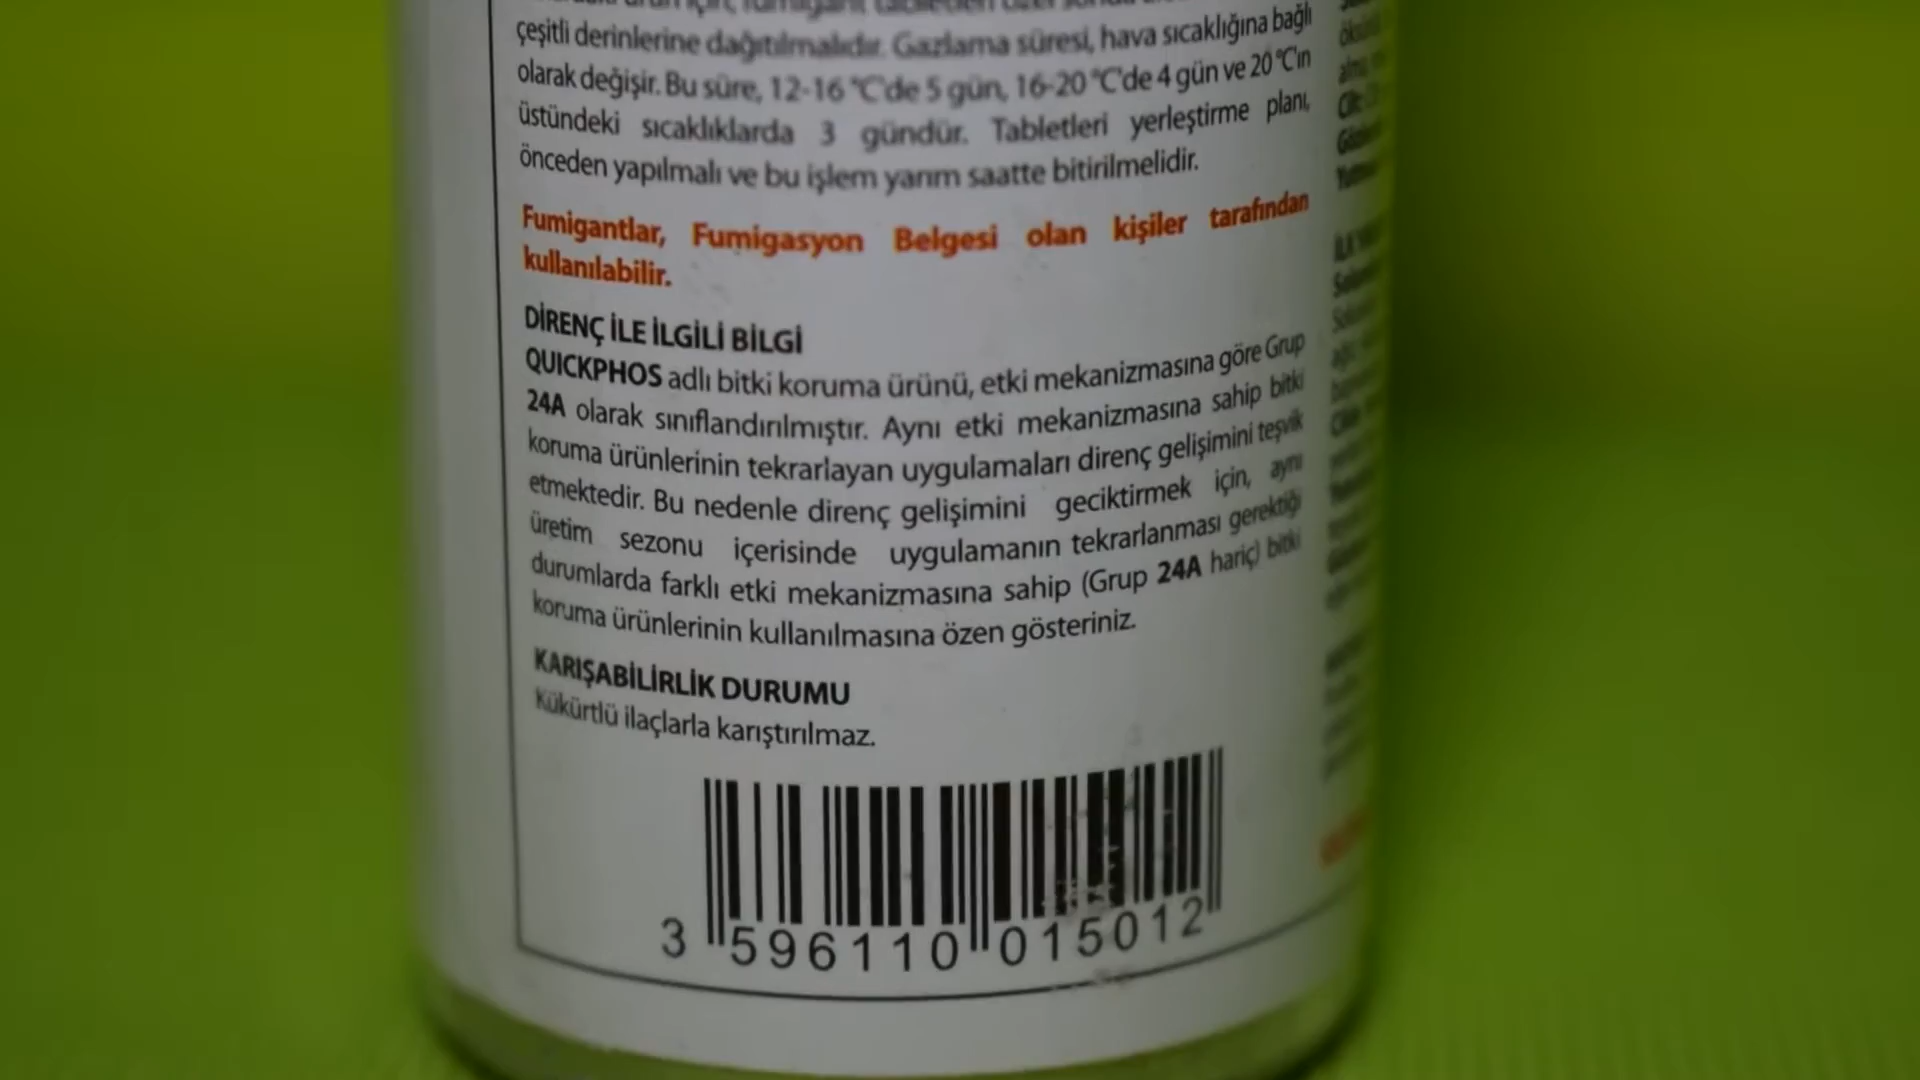 çeşitli derinlerine dağıtılmalıdır. Gazlama süresi, hava sıcaklığına bağlı
olarak değişir. Bu süre, 12-16 °C'de 5 gün, 16-20 °C'de 4 gün ve 20 °C'ın
üstündeki sıcaklıklarda 3 gündür. Tabletleri yerleştirme planı,
önceden yapılmalı ve bu işlem yarım saatte bitirilmelidir.
Fumigantlar, Fumigasyon Belgesi olan kişiler tarafından
kullanılabilir.
DİRENÇ İLE İLGİLİ BİLGİ
QUICKPHOS adlı bitki koruma ürünü, etki mekanizmasına göre Grup
24A olarak sınıflandırılmıştır. Aynı etki mekanizmasına sahip bitki
koruma ürünlerinin tekrarlayan uygulamaları direnç gelişimini teşvik
etmektedir. Bu nedenle direnç gelişimini geciktirmek için, aynı
üretim sezonu içerisinde uygulamanın tekrarlanması gerektiği
durumlarda farklı etki mekanizmasına sahip (Grup 24A hariç) bitki
koruma ürünlerinin kullanılmasına özen gösteriniz.
KARIŞABİLİRLİK DURUMU
Kükürtlü ilaçlarla karıştırılmaz.
3 596110 015012